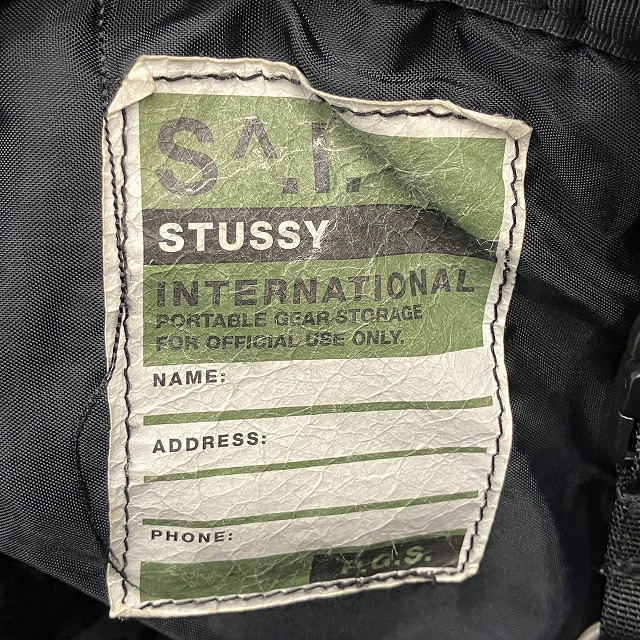 S^.I.
STUSSY
INTERNATIONAL
PORTABLE GEAR STORAGE
FOR OFFICIAL USE ONLY.
NAME:
ADDRESS:
PHONE:
P.G.S.